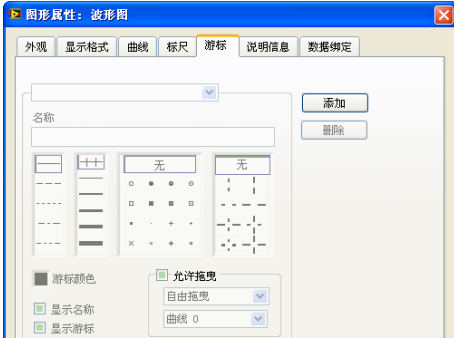 图形属性：波形图
外观 显示格式 曲线 标尺 游标 说明信息 数据绑定
添加
名称
删除
无 无
游标颜色
允许拖曳
自由拖曳
显示名称
曲线 0
显示游标